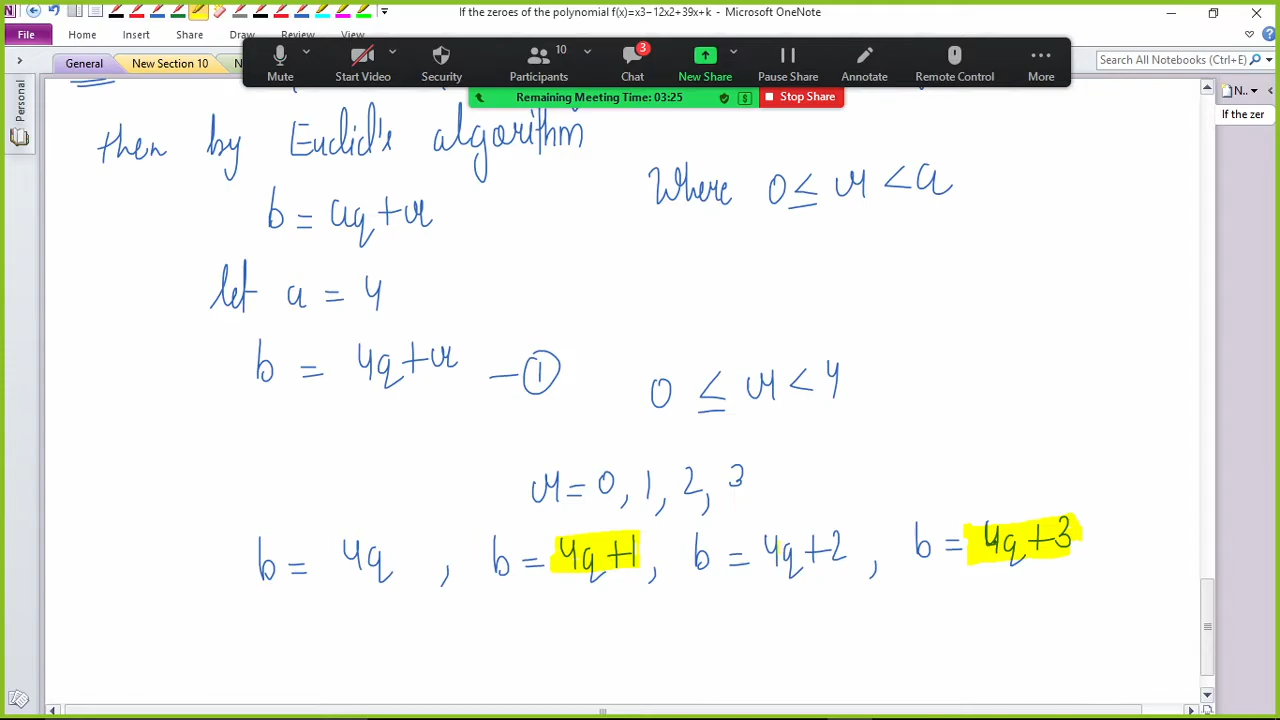 If the zeroes of the polynomial f(x)=x3−12x2+39x+k - Microsoft OneNote
File Home Insert Share Draw Review View
Mute Start Video Security Participants 10 Chat 3 New Share Pause Share Annotate Remote Control More
Remaining Meeting Time: 03:25 Stop Share
General New Section 10
Search All Notebooks (Ctrl+E)
Personal
N..
If the zer
then by Euclid's algorithm
b = aq+r Where 0 ≤ r < a
let a = 4
b = 4q+r —① 0 ≤ r < 4
r = 0, 1, 2, 3
b = 4q , b = 4q+1, b = 4q+2, b = 4q+3